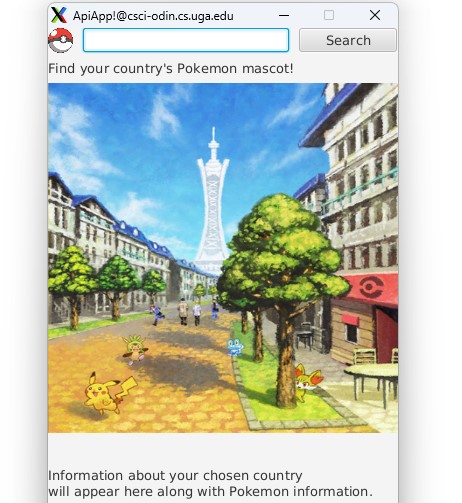 ApiApp!@csci-odin.cs.uga.edu
Search
Find your country's Pokemon mascot!
Information about your chosen country
will appear here along with Pokemon information.